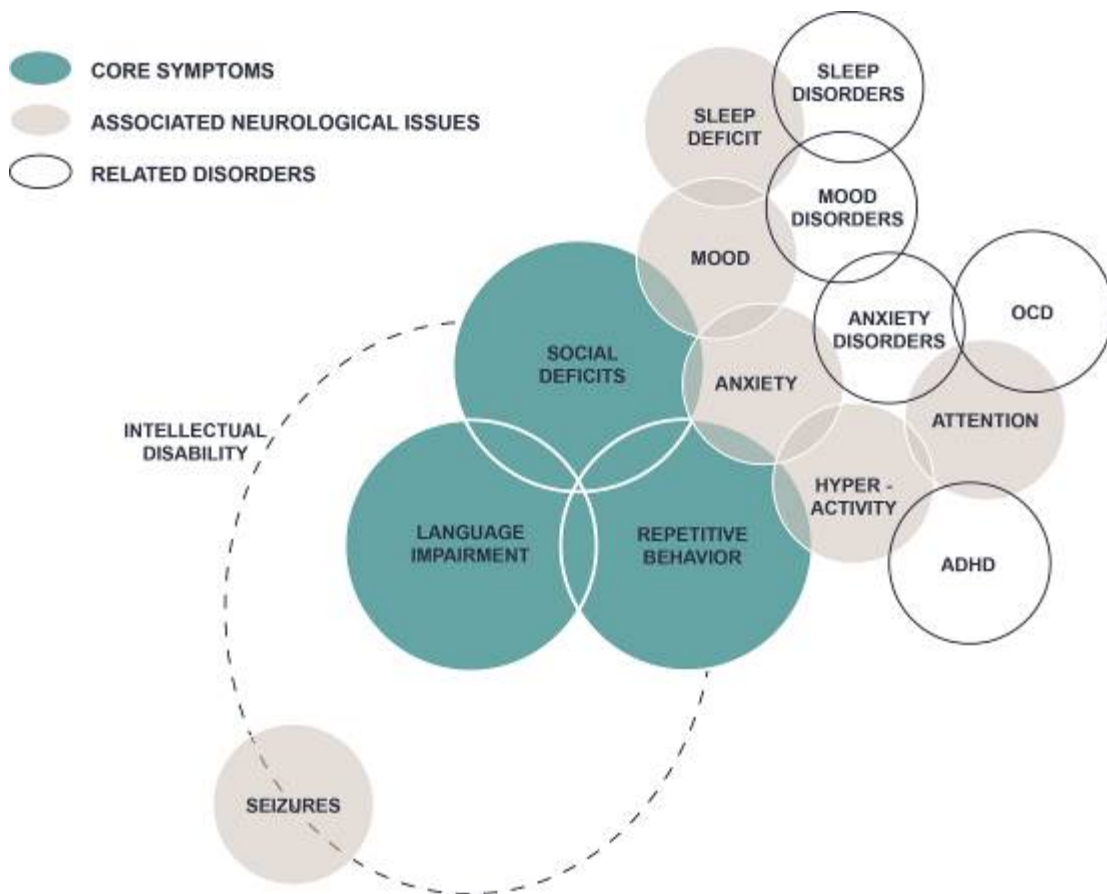 CORE SYMPTOMS
ASSOCIATED NEUROLOGICAL ISSUES
RELATED DISORDERS
SLEEP
DISORDERS
SLEEP
DEFICIT
MOOD
DISORDERS
MOOD
ANXIETY
DISORDERS
OCD
SOCIAL
DEFICITS
ANXIETY
ATTENTION
INTELLECTUAL
DISABILITY
HYPER -
ACTIVITY
LANGUAGE
IMPAIRMENT
REPETITIVE
BEHAVIOR
ADHD
SEIZURES